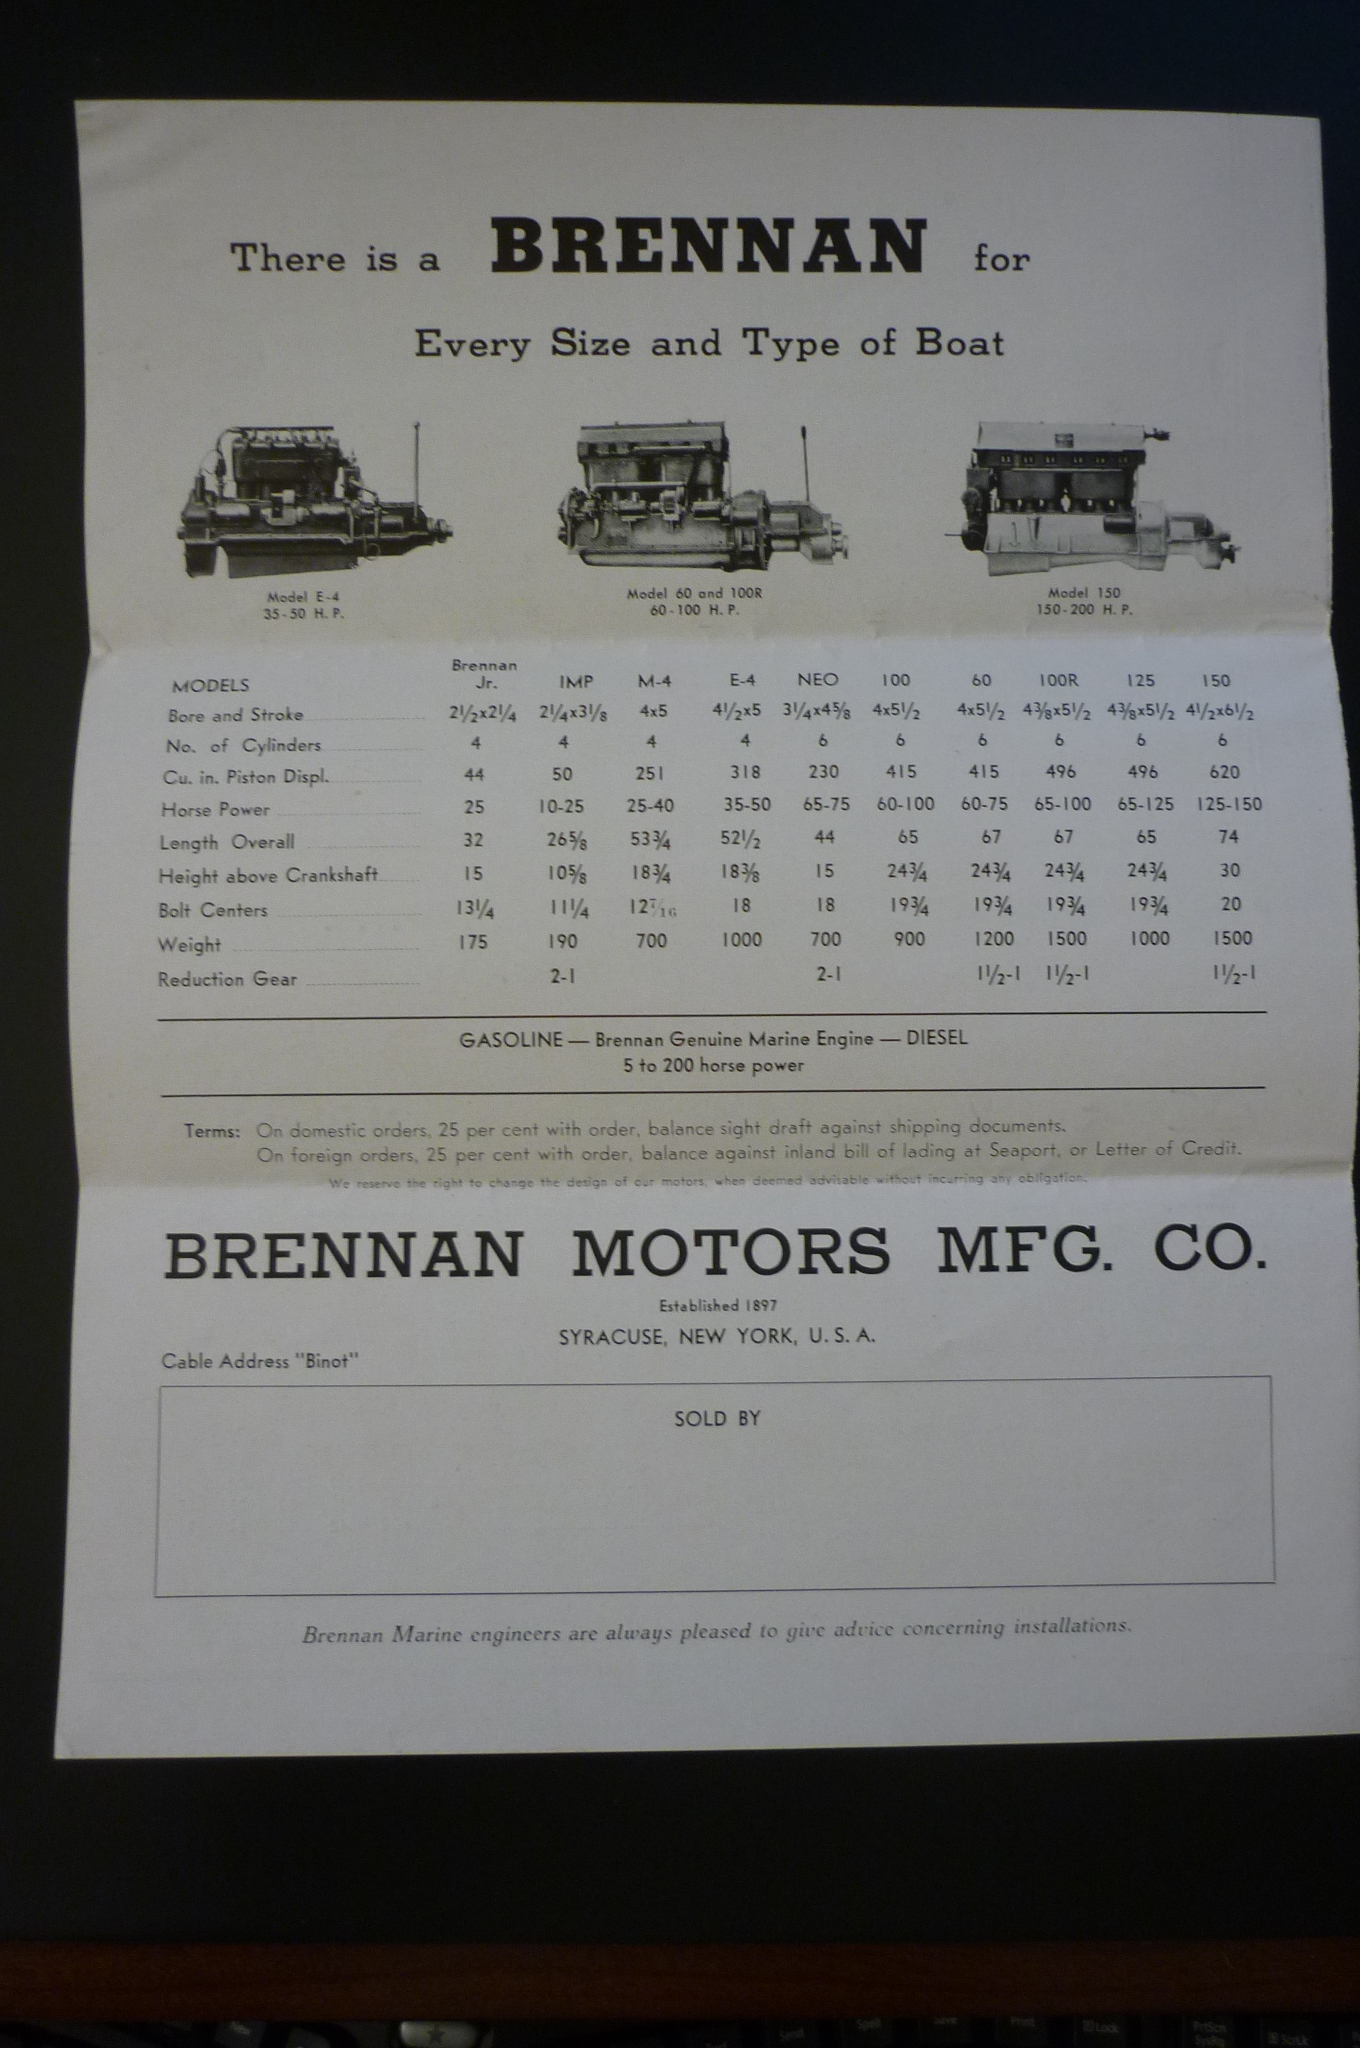 There is a BRENNAN for
Every Size and Type of Boat
Model E-4
35-50 H. P.
Model 60 and 100R
60-100 H. P.
Model 150
150-200 H. P.
MODELS Brennan Jr. IMP M-4 E-4 NEO 100 60 100R 125 150
Bore and Stroke 2½x2¼ 2¼x3⅛ 4x5 4½x5 3¼x4⅝ 4x5½ 4x5½ 4⅜x5½ 4⅜x5½ 4½x6½
No. of Cylinders 4 4 4 4 6 6 6 6 6 6
Cu. in. Piston Displ. 44 50 251 318 230 415 415 496 496 620
Horse Power 25 10-25 25-40 35-50 65-75 60-100 60-75 65-100 65-125 125-150
Length Overall 32 26⅝ 53¾ 52½ 44 65 67 67 65 74
Height above Crankshaft 15 10⅝ 18¾ 18⅜ 15 24¾ 24¾ 24¾ 24¾ 30
Bolt Centers 13¼ 11¼ 12 7/16 18 18 19¾ 19¾ 19¾ 19¾ 20
Weight 175 190 700 1000 700 900 1200 1500 1000 1500
Reduction Gear 2-1 2-1 1½-1 1½-1 1½-1
GASOLINE — Brennan Genuine Marine Engine — DIESEL
5 to 200 horse power
Terms: On domestic orders, 25 per cent with order, balance sight draft against shipping documents.
On foreign orders, 25 per cent with order, balance against inland bill of lading at Seaport, or Letter of Credit.
We reserve the right to change the design of our motors, when deemed advisable without incurring any obligation.
BRENNAN MOTORS MFG. CO.
Established 1897
SYRACUSE, NEW YORK, U. S. A.
Cable Address "Binot"
SOLD BY
Brennan Marine engineers are always pleased to give advice concerning installations.
New Send Spell Save Print Lock PrtScn SysRq ScrLk